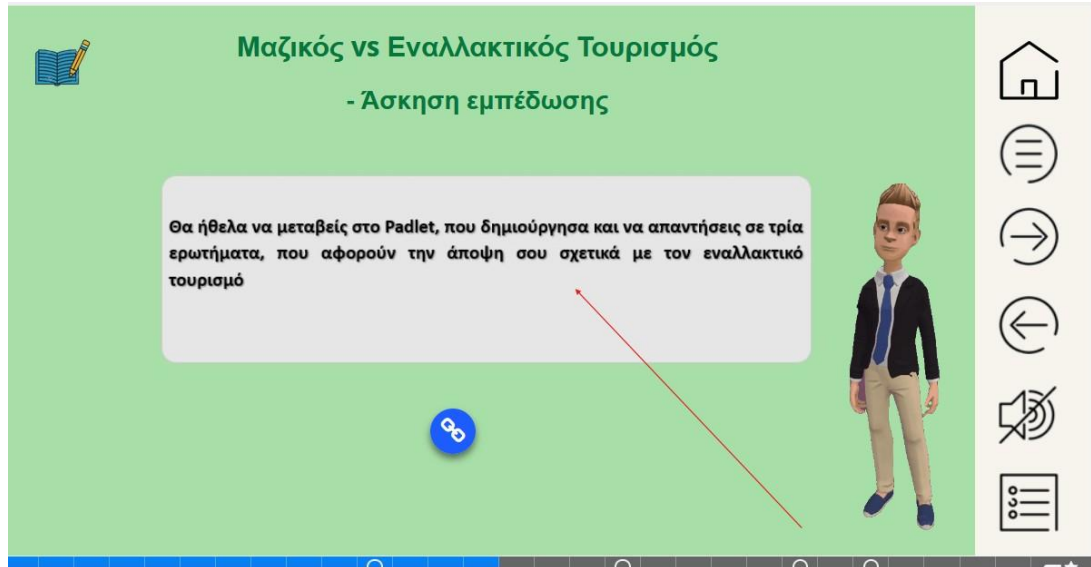 Μαζικός vs Εναλλακτικός Τουρισμός
- Άσκηση εμπέδωσης
Θα ήθελα να μεταβείς στο Padlet, που δημιούργησα και να απαντήσεις σε τρία
ερωτήματα, που αφορούν την άποψη σου σχετικά με τον εναλλακτικό
τουρισμό